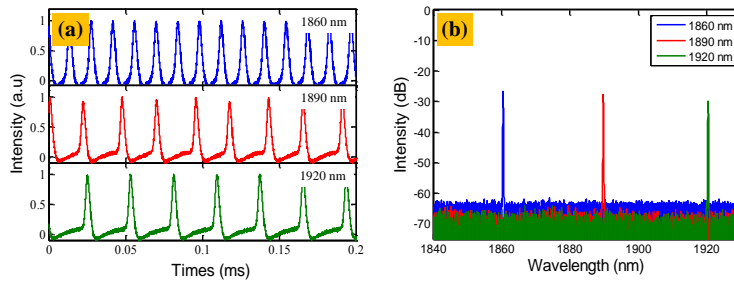 (a)
1860 nm
1890 nm
1920 nm
Intensity (a.u)
1
0.5
0
1
0.5
0
1
0.5
0
0
0.05
0.1
0.15
0.2
Times (ms)
(b)
1860 nm
1890 nm
1920 nm
Intensity (dB)
0
-10
-20
-30
-40
-50
-60
-70
1840
1860
1880
1900
1920
Wavelength (nm)